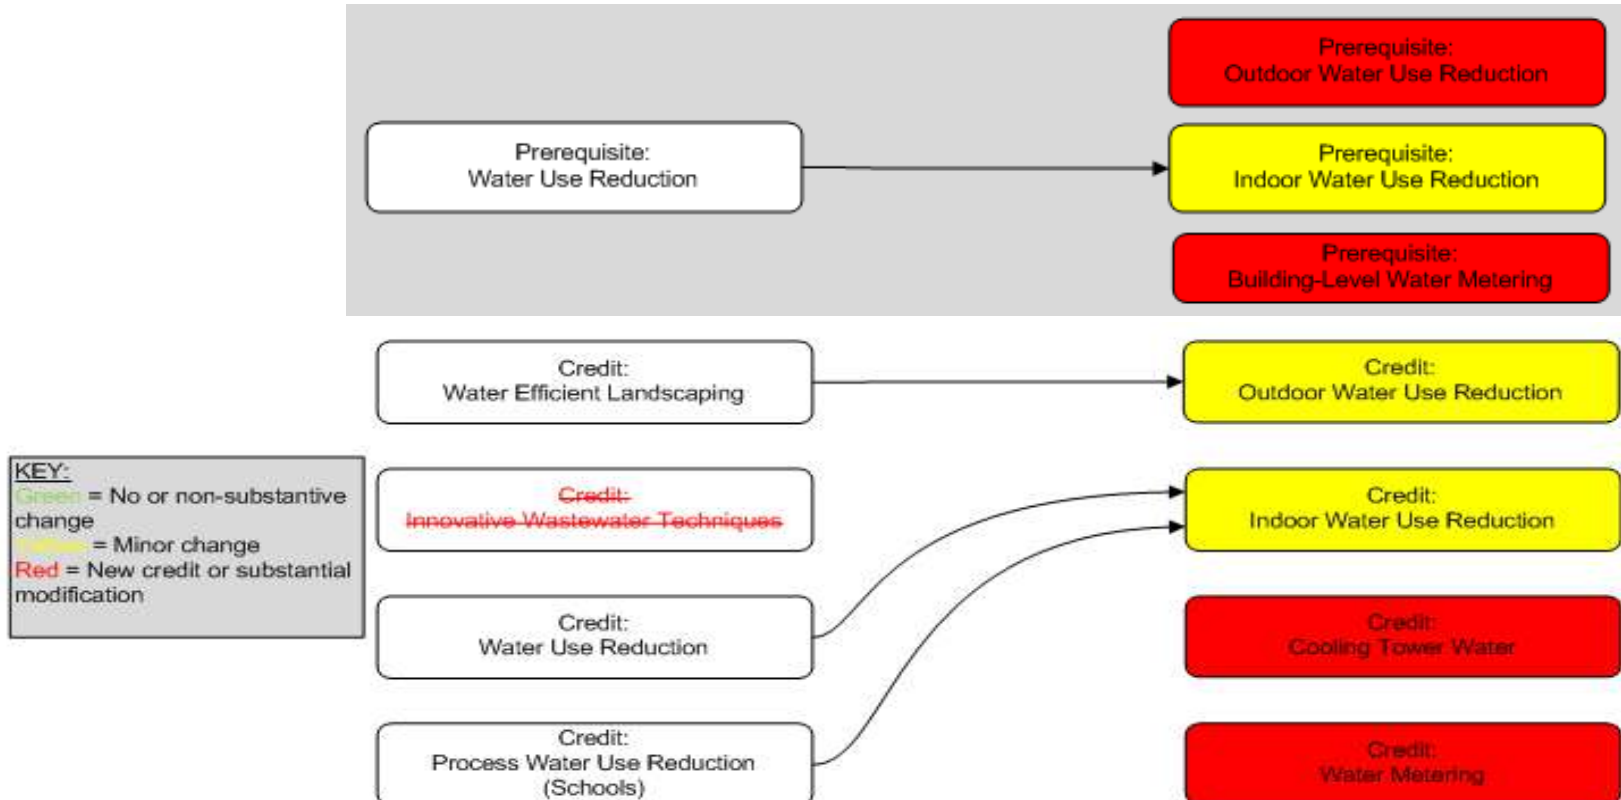 Prerequisite:
Outdoor Water Use Reduction
Prerequisite:
Water Use Reduction
Prerequisite:
Indoor Water Use Reduction
Prerequisite:
Building-Level Water Metering
Credit:
Water Efficient Landscaping
Credit:
Outdoor Water Use Reduction
KEY:
Green = No or non-substantive
change
Yellow = Minor change
Red = New credit or substantial
modification
Credit:
Innovative Wastewater Techniques
Credit:
Indoor Water Use Reduction
Credit:
Water Use Reduction
Credit:
Cooling Tower Water
Credit:
Process Water Use Reduction
(Schools)
Credit:
Water Metering